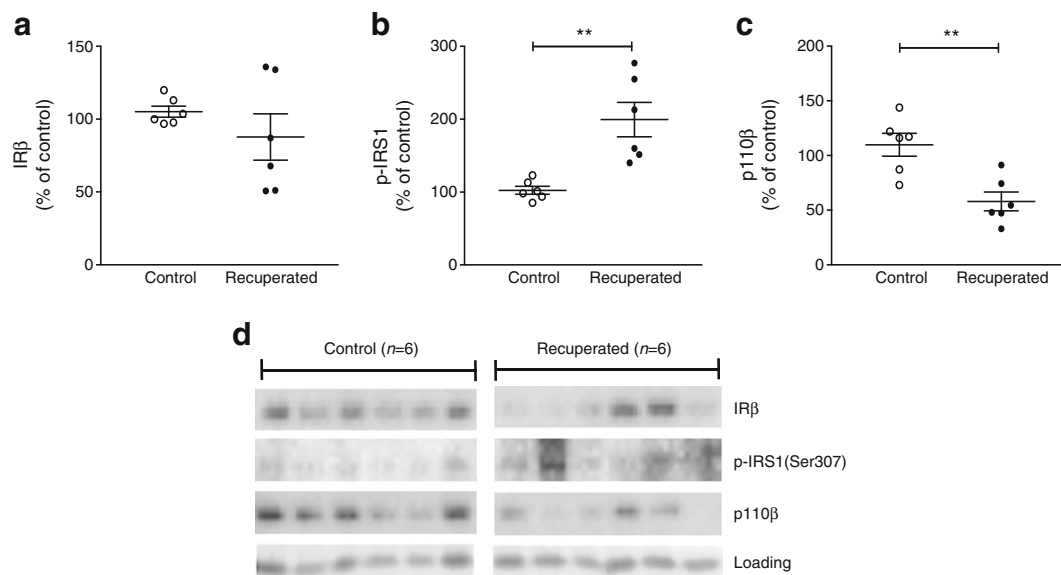 a
IRβ
(% of control)
150
100
50
0
Control Recuperated
b
p-IRS1
(% of control)
300
200
100
0
**
Control Recuperated
c
p110β
(% of control)
200
150
100
50
0
**
Control Recuperated
d
Control (n=6) Recuperated (n=6)
IRβ
p-IRS1(Ser307)
p110β
Loading